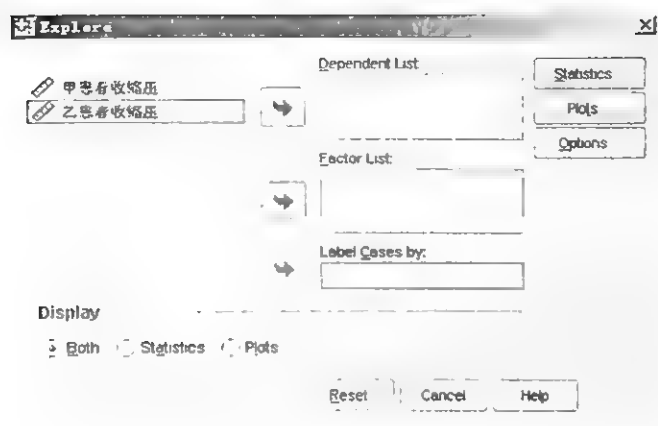 Explore
Dependent List
甲患者收缩压
乙患者收缩压
Statistics
Plots
Options
Factor List:
Label Cases by:
Display
Both Statistics Plots
Reset Cancel Help